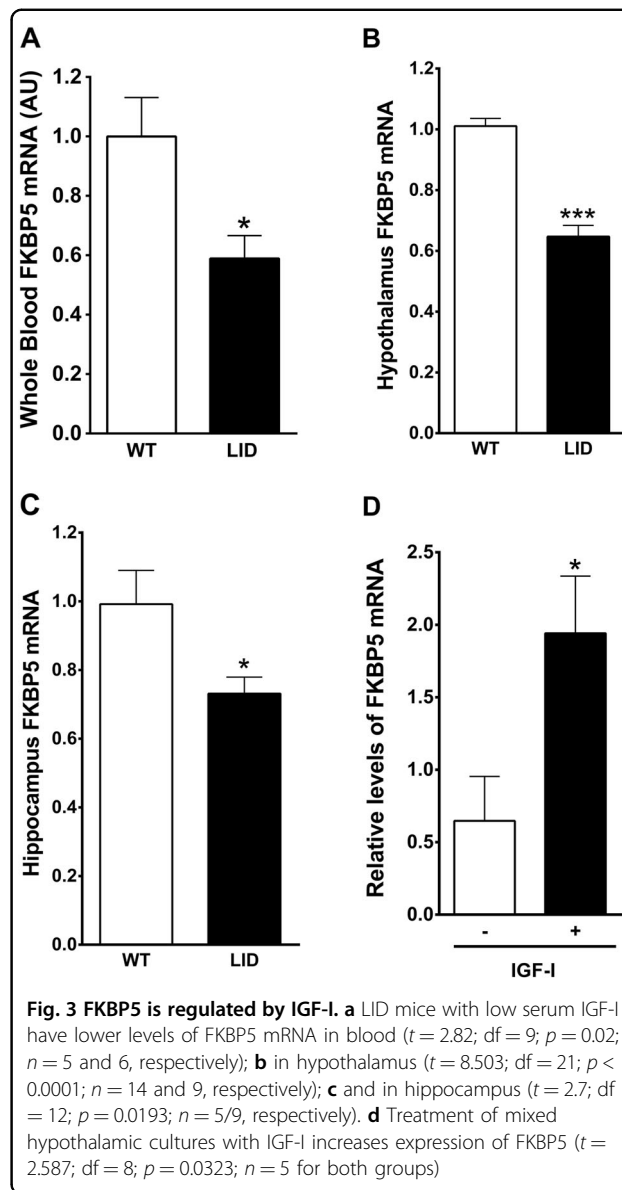 A
Whole Blood FKBP5 mRNA (AU)
1.2
1.0
0.8
0.6
0.4
0.2
0.0
*
WT
LID
B
Hypothalamus FKBP5 mRNA
1.2
1.0
0.8
0.6
0.4
0.2
0.0
***
WT
LID
C
Hippocampus FKBP5 mRNA
1.2
1.0
0.8
0.6
0.4
0.2
0.0
*
WT
LID
D
Relative levels of FKBP5 mRNA
2.5
2.0
1.5
1.0
0.5
0.0
*
-
+
IGF-I
Fig. 3 FKBP5 is regulated by IGF-I. a LID mice with low serum IGF-I
have lower levels of FKBP5 mRNA in blood (t = 2.82; df = 9; p = 0.02;
n = 5 and 6, respectively); b in hypothalamus (t = 8.503; df = 21; p <
0.0001; n = 14 and 9, respectively); c and in hippocampus (t = 2.7; df
= 12; p = 0.0193; n = 5/9, respectively). d Treatment of mixed
hypothalamic cultures with IGF-I increases expression of FKBP5 (t =
2.587; df = 8; p = 0.0323; n = 5 for both groups)